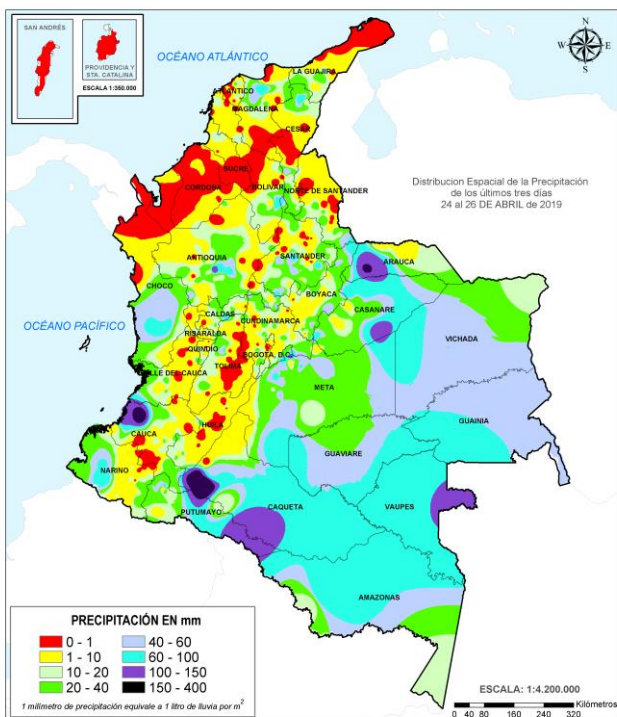 SAN ANDRÉS
PROVIDENCIA Y
STA. CATALINA
ESCALA 1:350.000
OCÉANO ATLÁNTICO
N
W
E
S
LA GUAJIRA
ATLÁNTICO
MAGDALENA
CESAR
SUCRE
CORDOBA
BOLIVAR
NORTE DE SANTANDER
Distribucion Espacial de la Precipitación
de los últimos tres días
24 al 26 DE ABRIL de 2019
ANTIOQUIA
SANTANDER
ARAUCA
CHOCO
BOYACA
CASANARE
OCÉANO PACÍFICO
CALDAS
CUNDINAMARCA
RISARALDA
VICHADA
QUINDIO
BOGOTA, D.C.
VALLE DEL CAUCA
TOLIMA
META
GUAINIA
CAUCA
HUILA
GUAVIARE
NARIÑO
PUTUMAYO
CAQUETA
VAUPES
AMAZONAS
PRECIPITACIÓN EN mm
0 - 1
40 - 60
1 - 10
60 - 100
10 - 20
100 - 150
20 - 40
150 - 400
1 milimetro de precipitación equivale a 1 litro de lluvia por m2
ESCALA: 1:4.200.000
Kilómetros
0 40 80 160 240 320